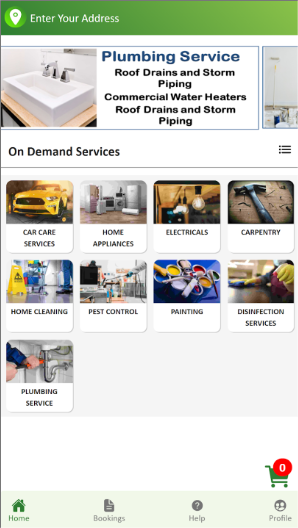 Enter Your Address
Plumbing Service
Roof Drains and Storm
Piping
Commercial Water Heaters
Roof Drains and Storm
Piping
On Demand Services
CAR CARE
SERVICES
HOME
APPLIANCES
ELECTRICALS
CARPENTRY
HOME CLEANING
PEST CONTROL
PAINTING
DISINFECTION
SERVICES
PLUMBING
SERVICE
0
Home
Bookings
Help
Profile